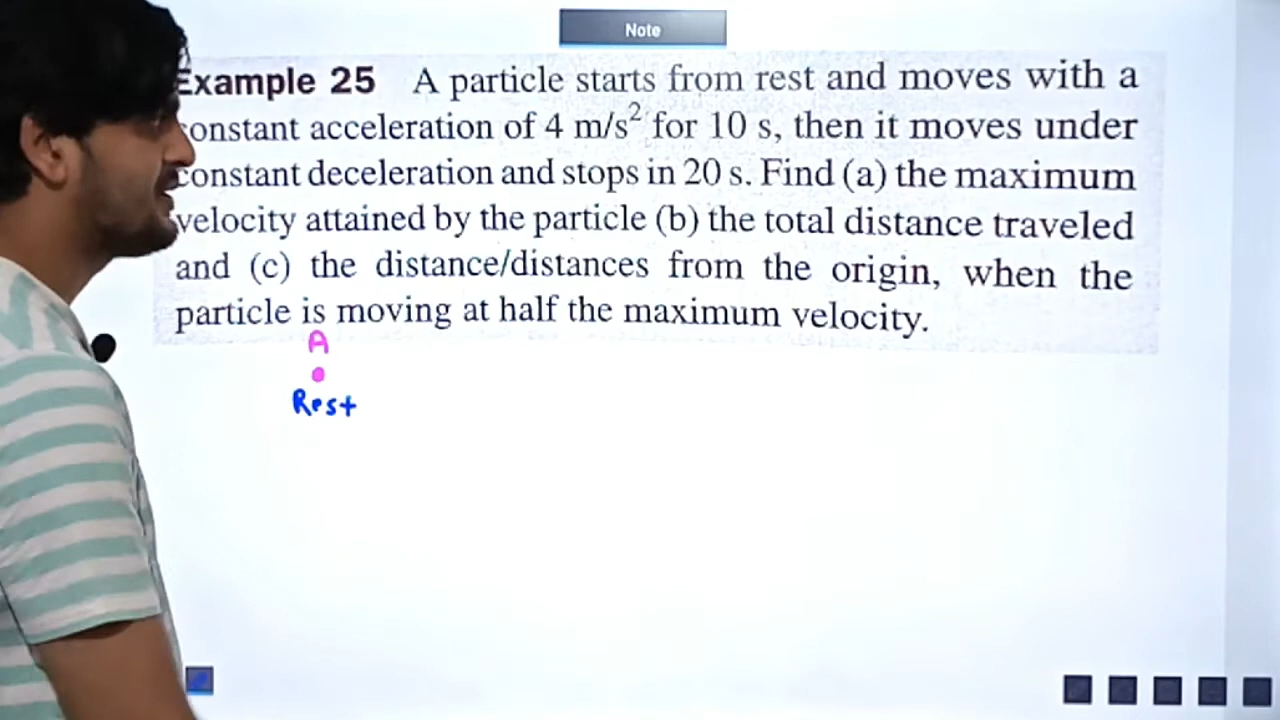 Note
Example 25 A particle starts from rest and moves with a
constant acceleration of 4 m/s² for 10 s, then it moves under
constant deceleration and stops in 20 s. Find (a) the maximum
velocity attained by the particle (b) the total distance traveled
and (c) the distance/distances from the origin, when the
particle is moving at half the maximum velocity.
A
Rest